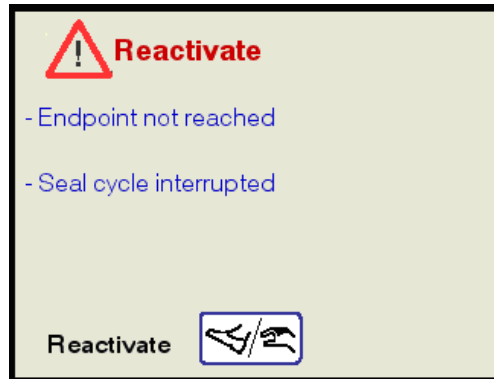 Reactivate
- Endpoint not reached
- Seal cycle interrupted
Reactivate